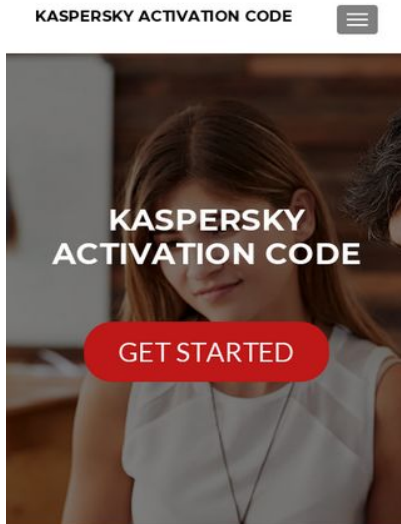 KASPERSKY ACTIVATION CODE
KASPERSKY
ACTIVATION CODE
GET STARTED